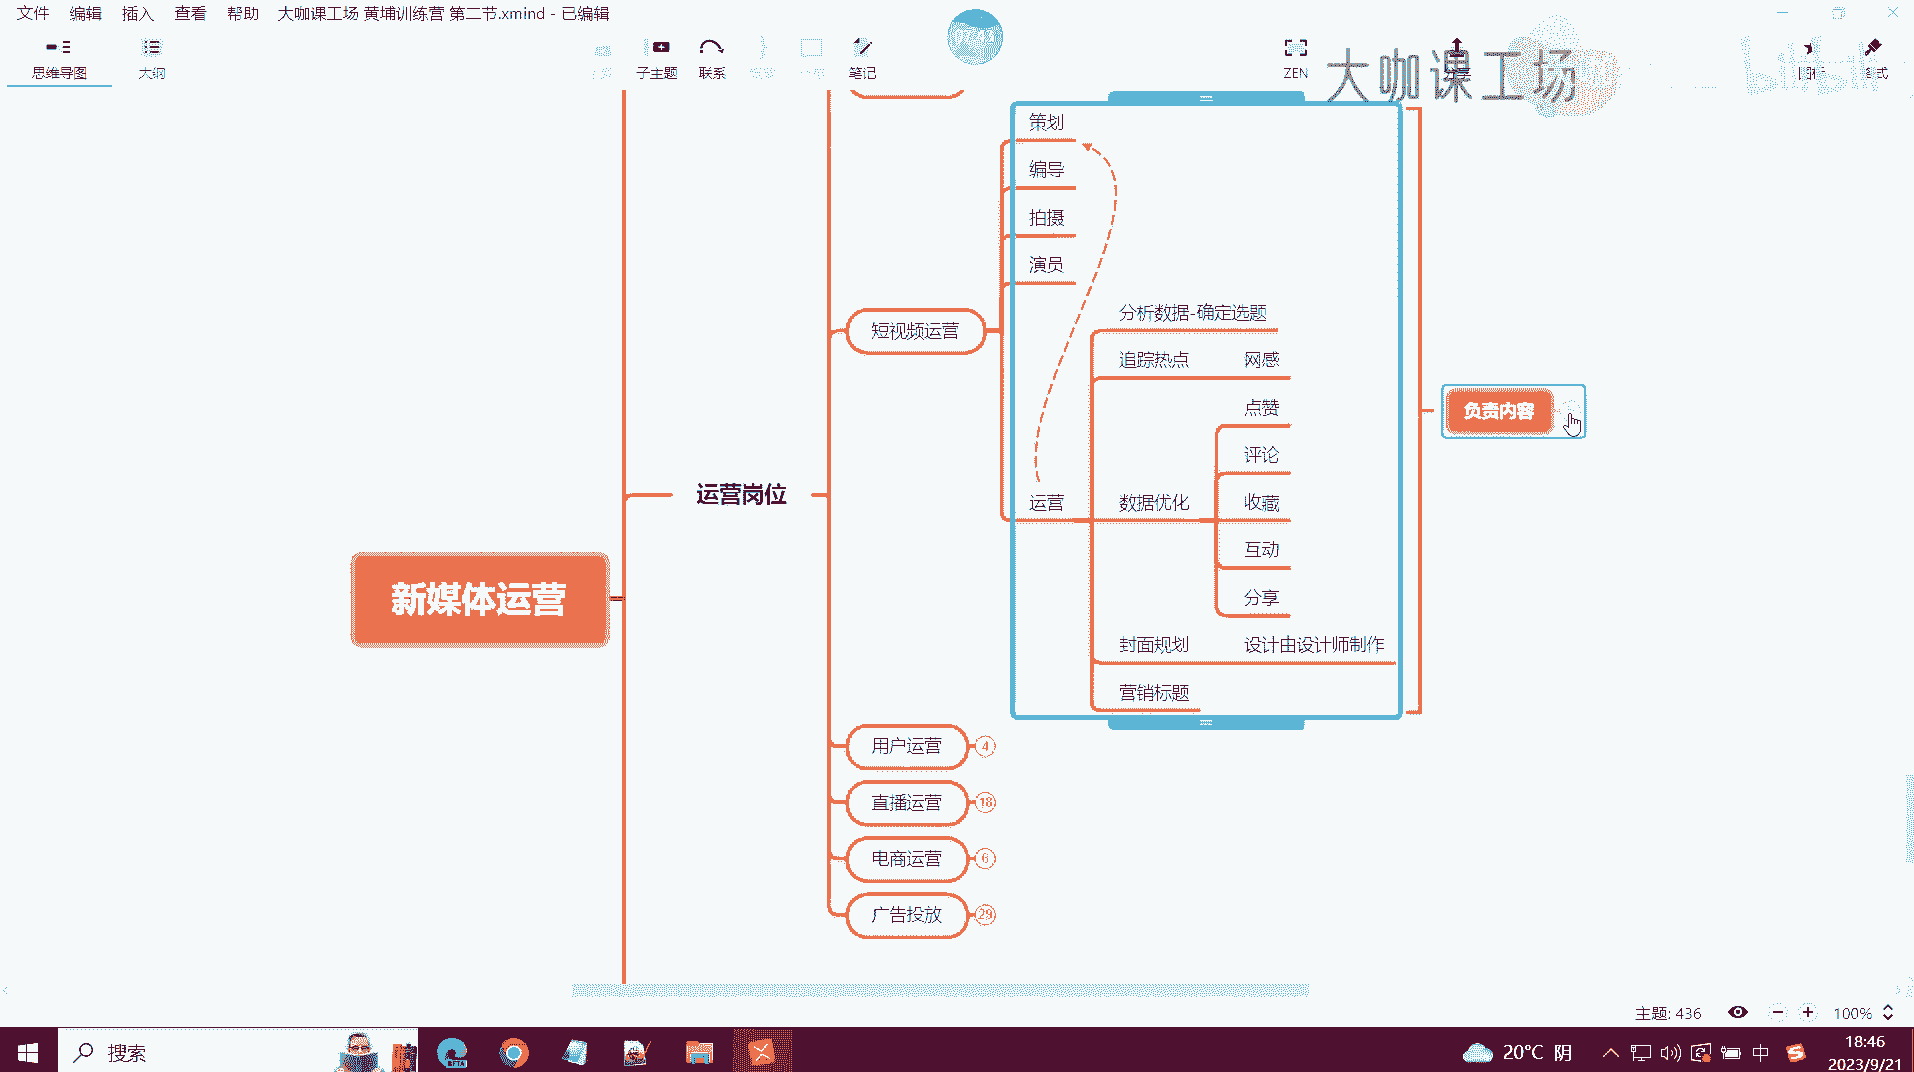 文件 编辑 插入 查看 帮助 大咖课工场 黄埔训练营 第二节.xmind - 已编辑
思维导图 大纲 子主题 联系 笔记 ZEN
大咖课工场
策划
编导
拍摄
演员
分析数据-确定选题
短视频运营
追踪热点 网感
点赞
负责内容
评论
运营岗位
运营 数据优化 收藏
互动
新媒体运营
分享
封面规划 设计由设计师制作
营销标题
用户运营 4
直播运营 18
电商运营 6
广告投放 29
主题: 436 100%
搜索 20°C 阴 中 18:46
2023/9/21